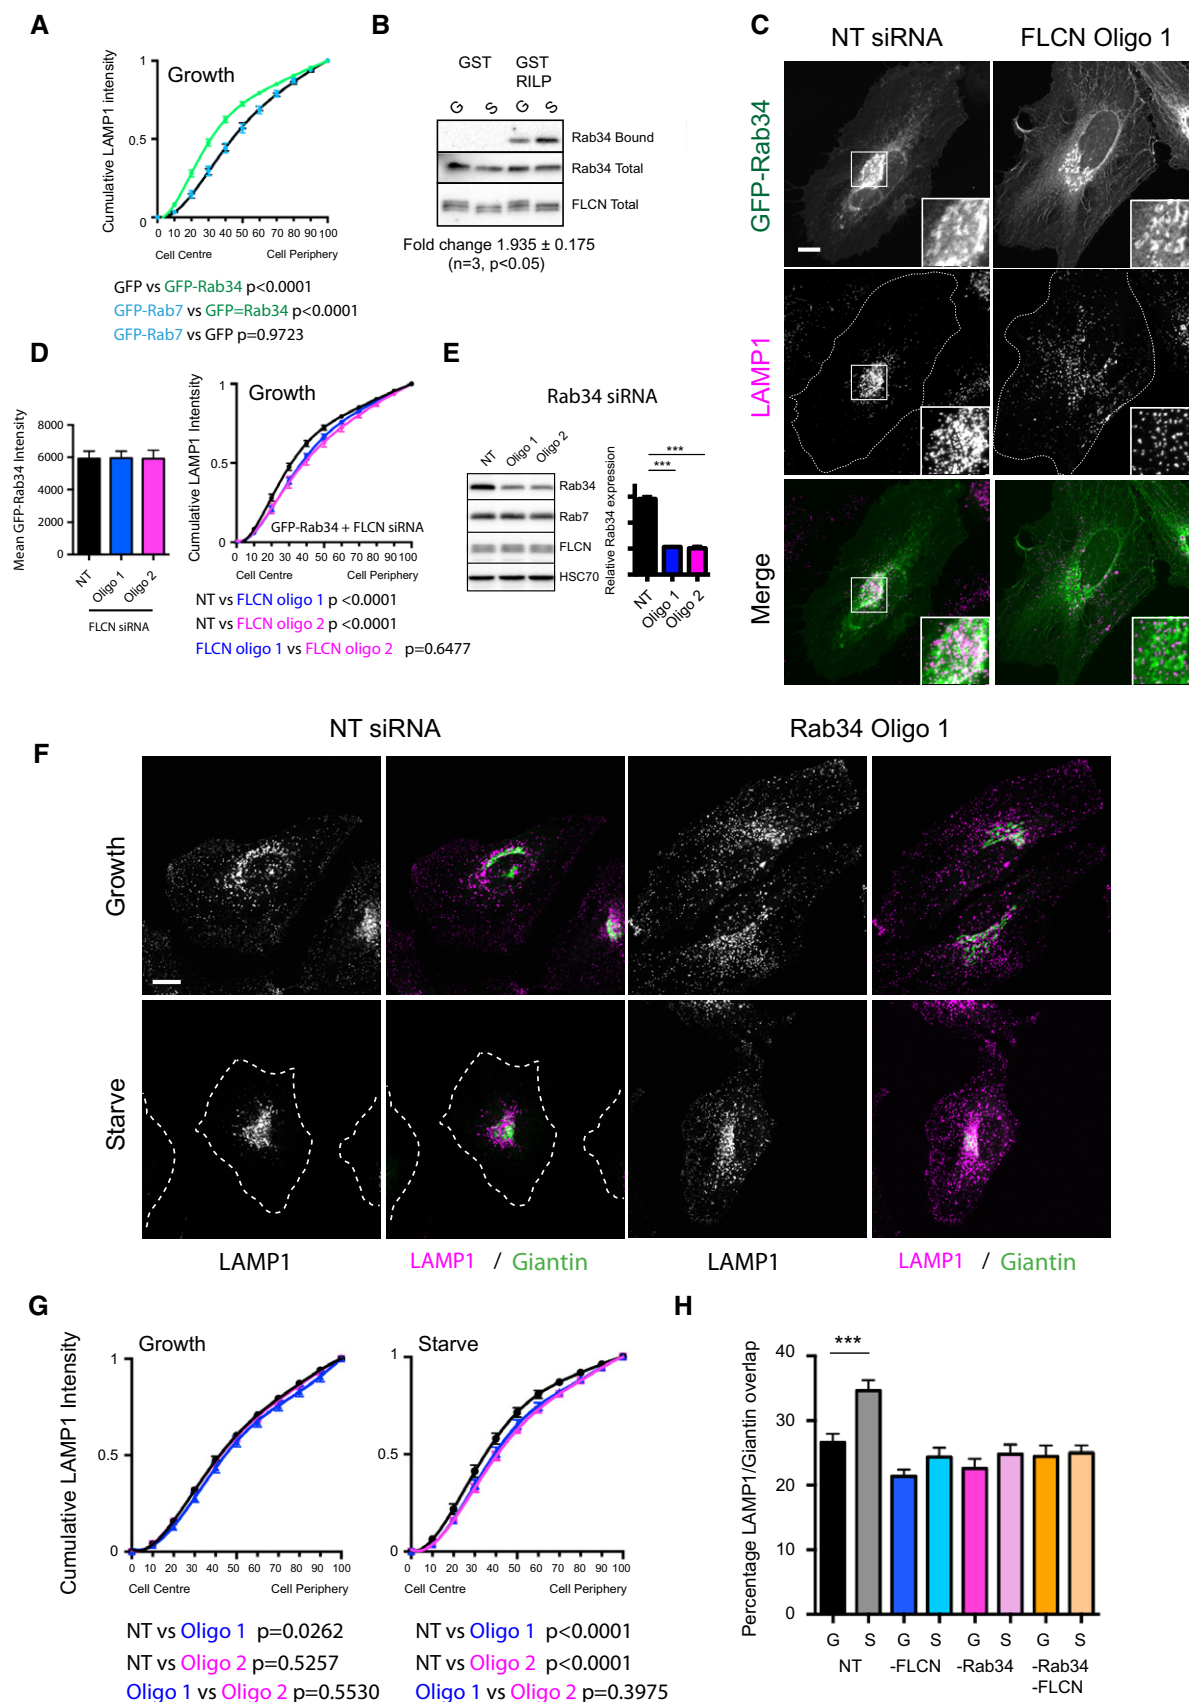 A
Growth
Cumulative LAMP1 intensity
1
0.5
0
0 10 20 30 40 50 60 70 80 90 100
Cell Centre Cell Periphery
GFP vs GFP-Rab34 p<0.0001
GFP-Rab7 vs GFP=Rab34 p<0.0001
GFP-Rab7 vs GFP p=0.9723
B
GST GST RILP
G S G S
Rab34 Bound
Rab34 Total
FLCN Total
Fold change 1.935 ± 0.175
(n=3, p<0.05)
C
NT siRNA FLCN Oligo 1
GFP-Rab34
LAMP1
Merge
D
Mean GFP-Rab34 Intensity
8000
6000
4000
2000
0
NT Oligo 1 Oligo 2
FLCN siRNA
Growth
Cumulative LAMP1 Intensity
1
0.5
0
GFP-Rab34 + FLCN siRNA
0 10 20 30 40 50 60 70 80 90 100
Cell Centre Cell Periphery
NT vs FLCN oligo 1 p <0.0001
NT vs FLCN oligo 2 p <0.0001
FLCN oligo 1 vs FLCN oligo 2 p=0.6477
E
Rab34 siRNA
NT Oligo 1 Oligo 2
Rab34
Rab7
FLCN
HSC70
Relative Rab34 expression
***
***
NT Oligo 1 Oligo 2
F
NT siRNA Rab34 Oligo 1
Growth
Starve
LAMP1 LAMP1 / Giantin LAMP1 LAMP1 / Giantin
G
Cumulative LAMP1 Intensity
Growth
1
0.5
0
0 10 20 30 40 50 60 70 80 90 100
Cell Centre Cell Periphery
NT vs Oligo 1 p=0.0262
NT vs Oligo 2 p=0.5257
Oligo 1 vs Oligo 2 p=0.5530
Starve
1
0.5
0
0 10 20 30 40 50 60 70 80 90 100
Cell Centre Cell Periphery
NT vs Oligo 1 p<0.0001
NT vs Oligo 2 p<0.0001
Oligo 1 vs Oligo 2 p=0.3975
H
Percentage LAMP1/Giantin overlap
40
30
20
10
0
***
G S G S G S G S
NT -FLCN -Rab34 -Rab34
-FLCN